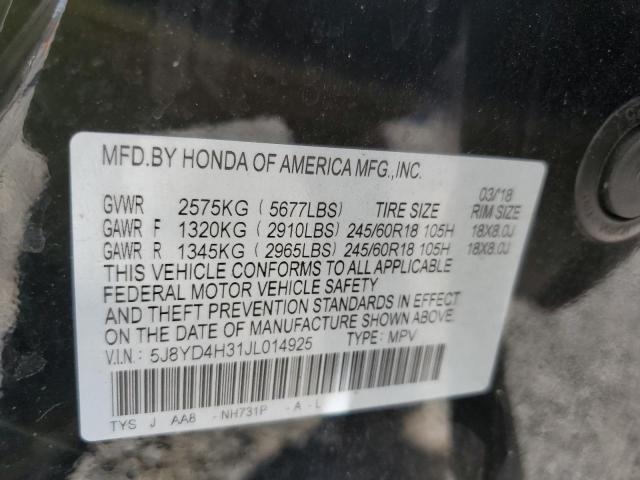 MFD.BY HONDA OF AMERICA MFG.,INC.
03/18
GVWR 2575KG ( 5677LBS) TIRE SIZE RIM SIZE
GAWR F 1320KG ( 2910LBS) 245/60R18 105H 18X8.0J
GAWR R 1345KG ( 2965LBS) 245/60R18 105H 18X8.0J
THIS VEHICLE CONFORMS TO ALL APPLICABLE
FEDERAL MOTOR VEHICLE SAFETY
AND THEFT PREVENTION STANDARDS IN EFFECT
ON THE DATE OF MANUFACTURE SHOWN ABOVE.
V.I.N.: 5J8YD4H31JL014925 TYPE: MPV
TYS J AA8 -NH731P -A-L